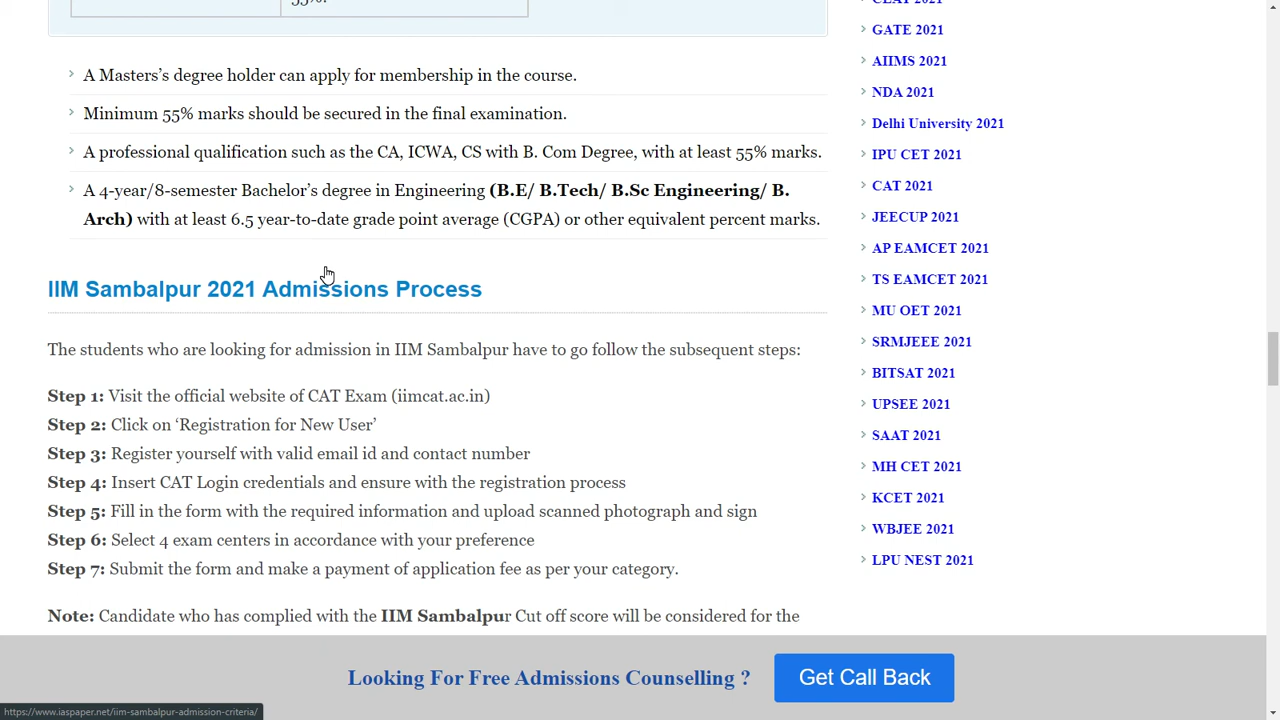 A Masters’s degree holder can apply for membership in the course.
Minimum 55% marks should be secured in the final examination.
A professional qualification such as the CA, ICWA, CS with B. Com Degree, with at least 55% marks.
A 4-year/8-semester Bachelor’s degree in Engineering (B.E/ B.Tech/ B.Sc Engineering/ B.
Arch) with at least 6.5 year-to-date grade point average (CGPA) or other equivalent percent marks.
IIM Sambalpur 2021 Admissions Process
The students who are looking for admission in IIM Sambalpur have to go follow the subsequent steps:
Step 1: Visit the official website of CAT Exam (iimcat.ac.in)
Step 2: Click on ‘Registration for New User’
Step 3: Register yourself with valid email id and contact number
Step 4: Insert CAT Login credentials and ensure with the registration process
Step 5: Fill in the form with the required information and upload scanned photograph and sign
Step 6: Select 4 exam centers in accordance with your preference
Step 7: Submit the form and make a payment of application fee as per your category.
Note: Candidate who has complied with the IIM Sambalpur Cut off score will be considered for the
GATE 2021
AIIMS 2021
NDA 2021
Delhi University 2021
IPU CET 2021
CAT 2021
JEECUP 2021
AP EAMCET 2021
TS EAMCET 2021
MU OET 2021
SRMJEEE 2021
BITSAT 2021
UPSEE 2021
SAAT 2021
MH CET 2021
KCET 2021
WBJEE 2021
LPU NEST 2021
Looking For Free Admissions Counselling ?
Get Call Back
https://www.iaspaper.net/iim-sambalpur-admission-criteria/